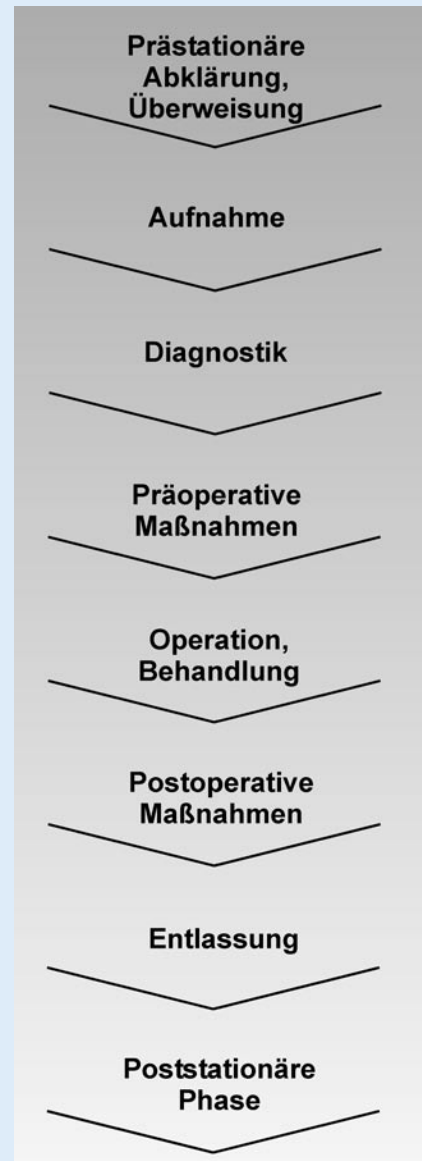 Prästationäre
Abklärung,
Überweisung
Aufnahme
Diagnostik
Präoperative
Maßnahmen
Operation,
Behandlung
Postoperative
Maßnahmen
Entlassung
Poststationäre
Phase